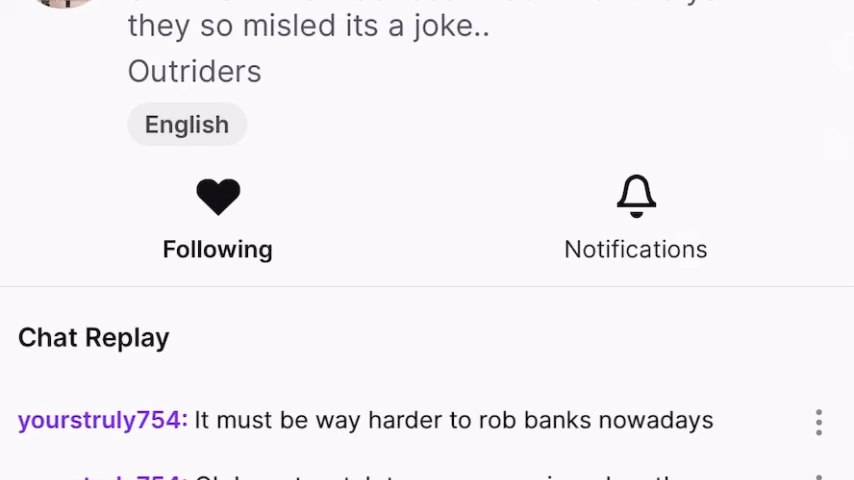 they so misled its a joke..
Outriders
English
Following
Notifications
Chat Replay
yourstruly754: It must be way harder to rob banks nowadays